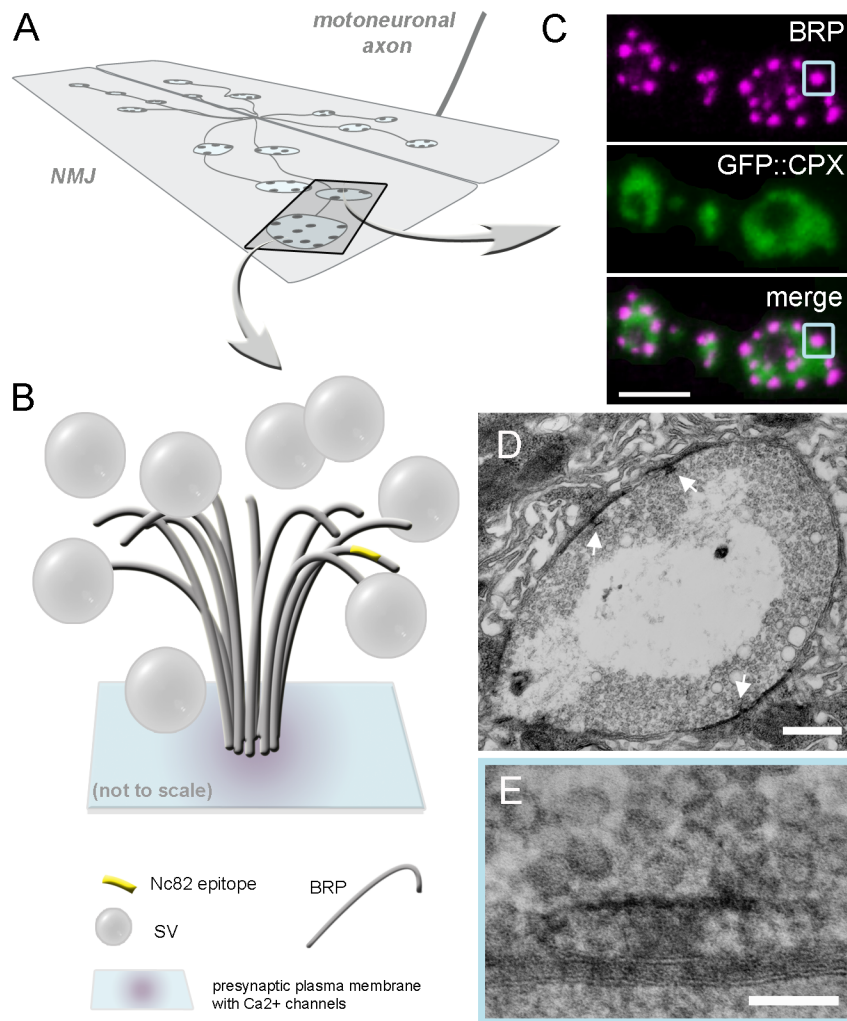 A
motoneuronal
axon
NMJ
C
BRP
GFP::CPX
merge
B
(not to scale)
Nc82 epitope
BRP
SV
presynaptic plasma membrane
with Ca2+ channels
D
E